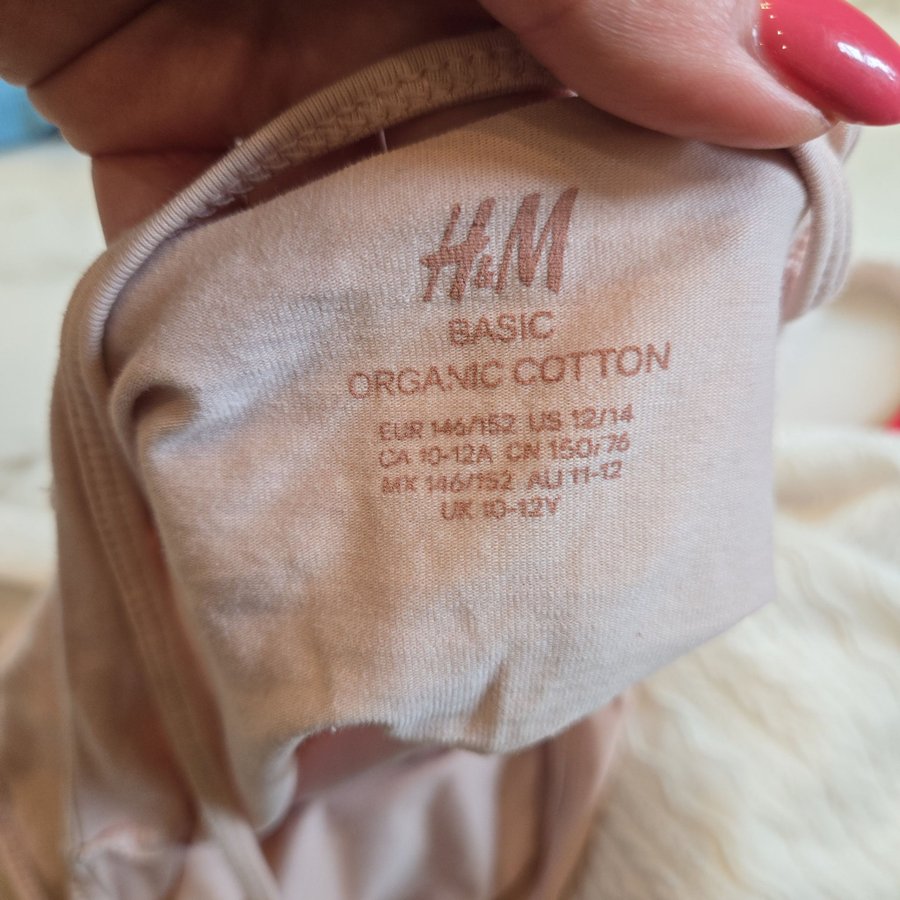 H&M
BASIC
ORGANIC COTTON
EUR 146/152 US 12/14
CA 10-12A CN 150/76
MX 146/152 AU 11-12
UK 10-12Y